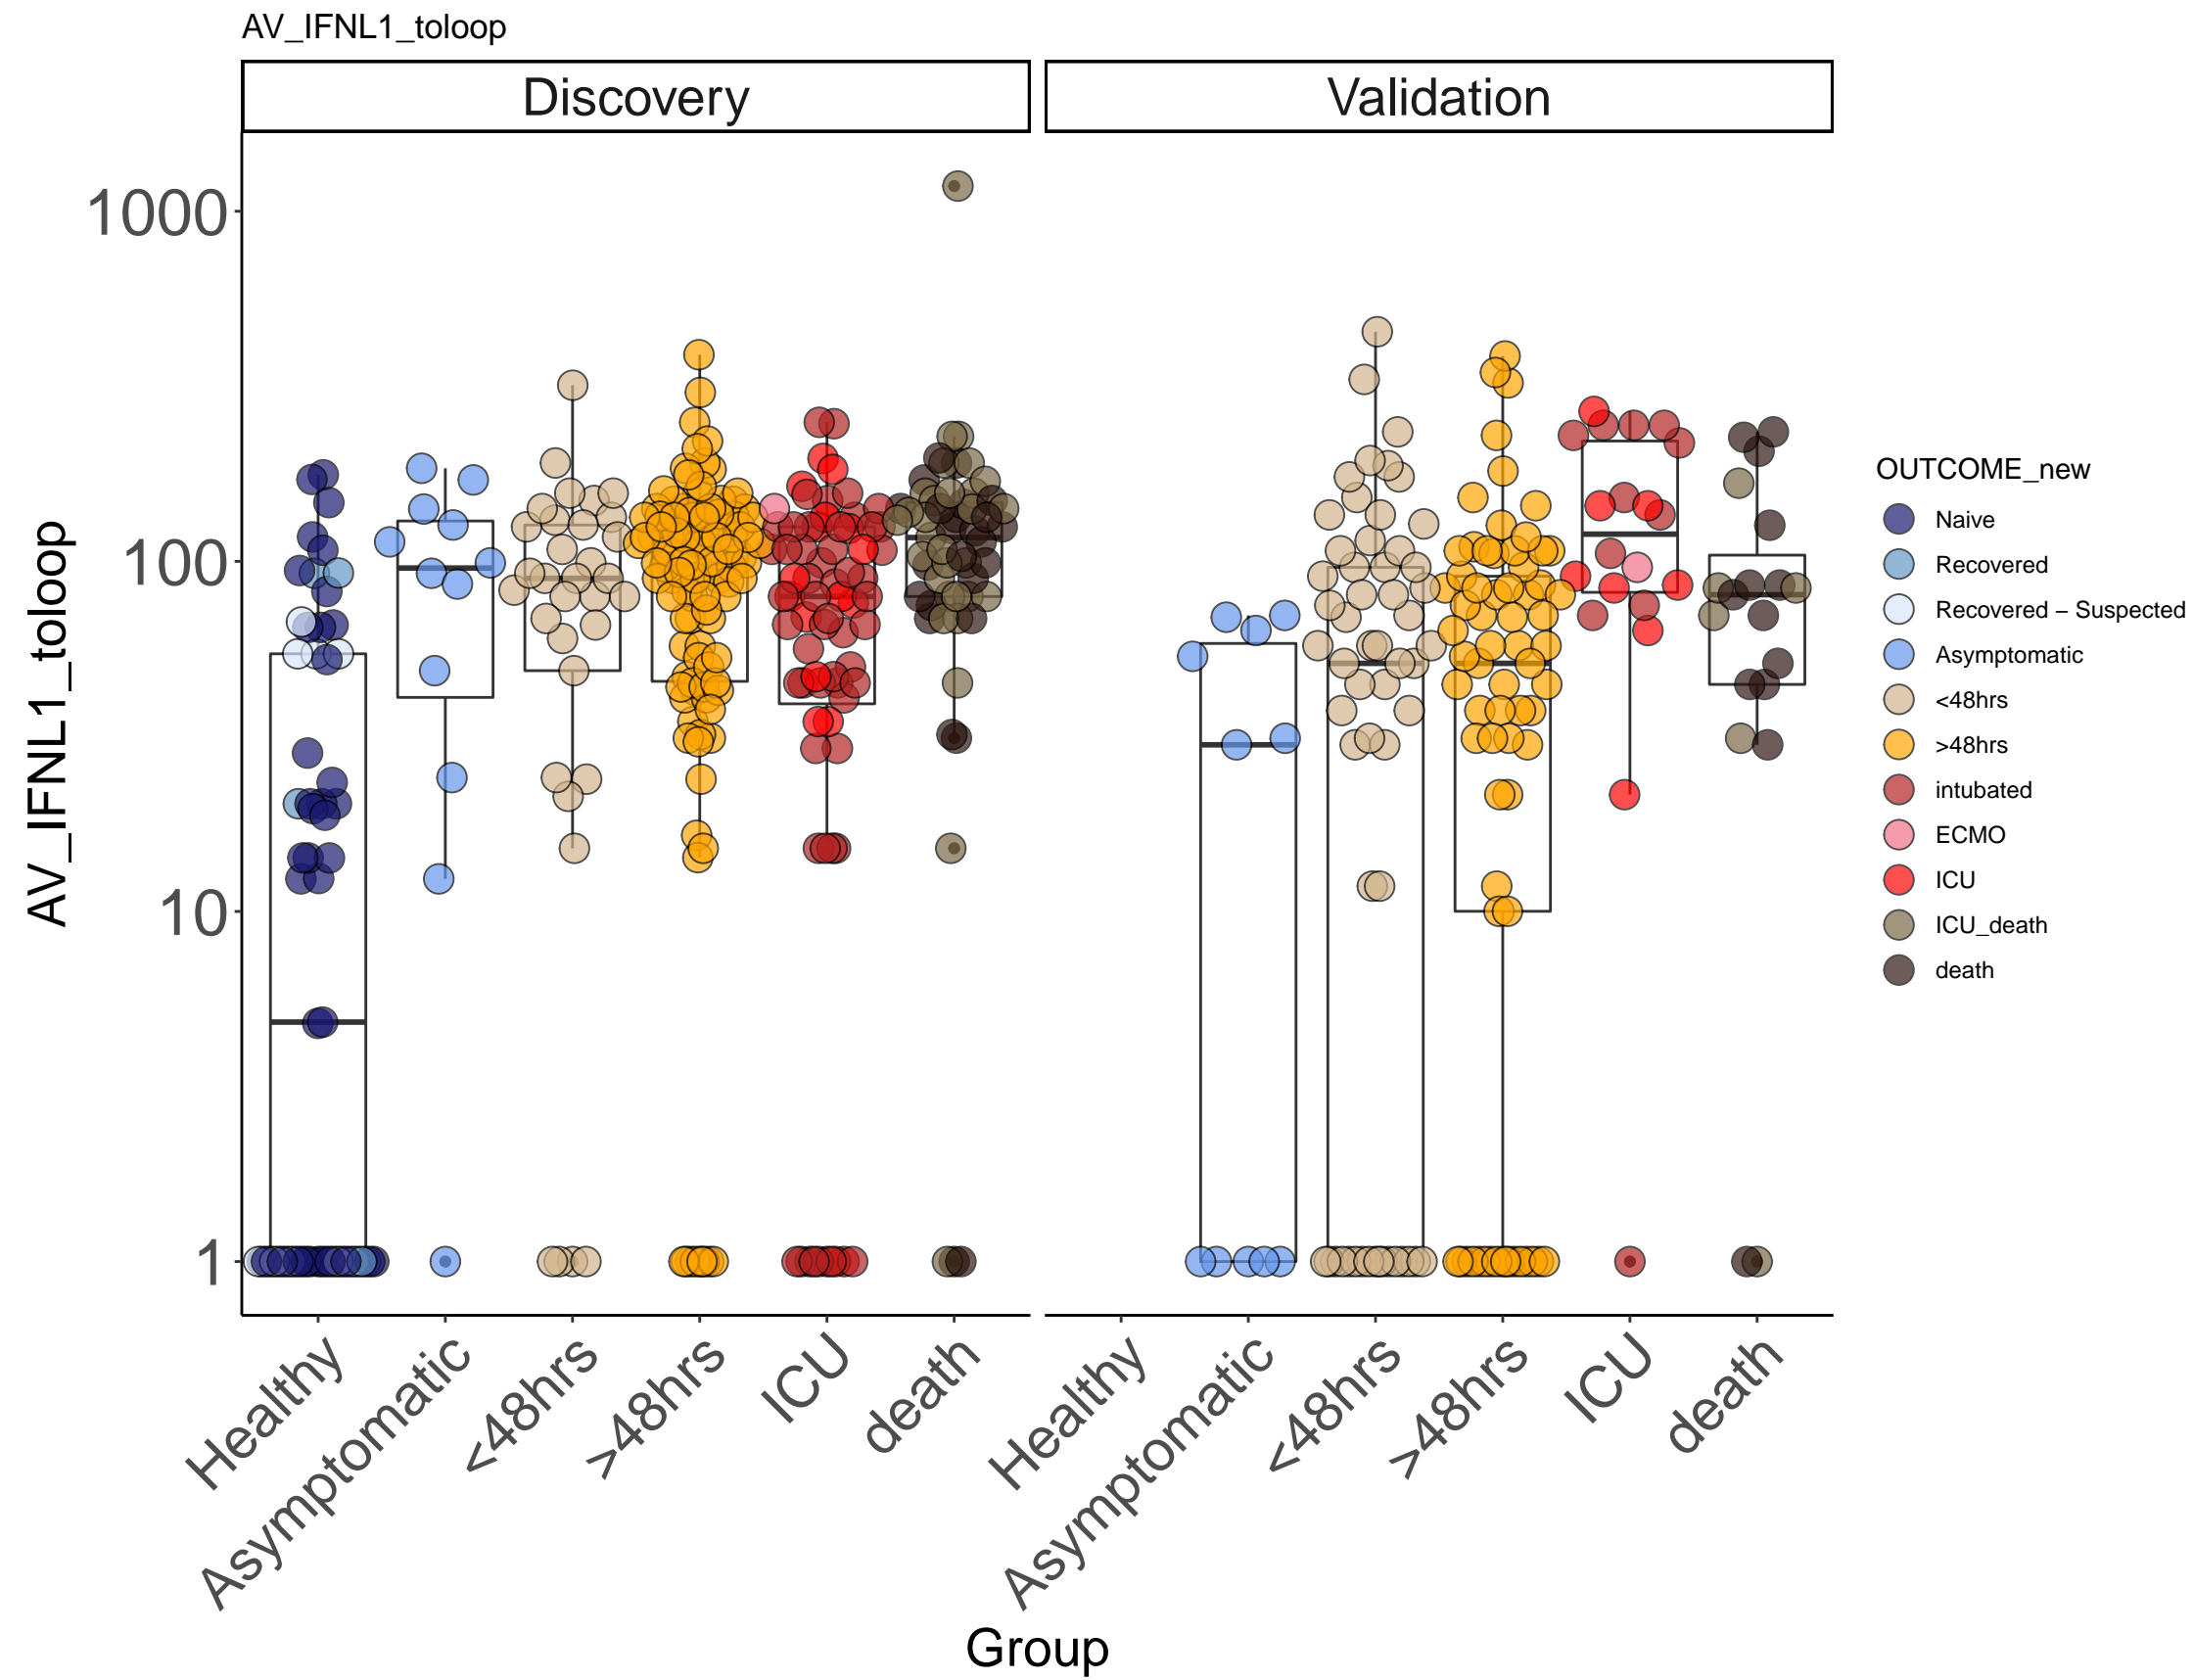 AV_IFNL1_toloop
Discovery
Validation
AV_IFNL1_toloop
1000
100
10
1
Healthy
Asymptomatic
<48hrs
>48hrs
ICU
death
Healthy
Asymptomatic
<48hrs
>48hrs
ICU
death
Group
OUTCOME_new
Naive
Recovered
Recovered – Suspected
Asymptomatic
<48hrs
>48hrs
intubated
ECMO
ICU
ICU_death
death